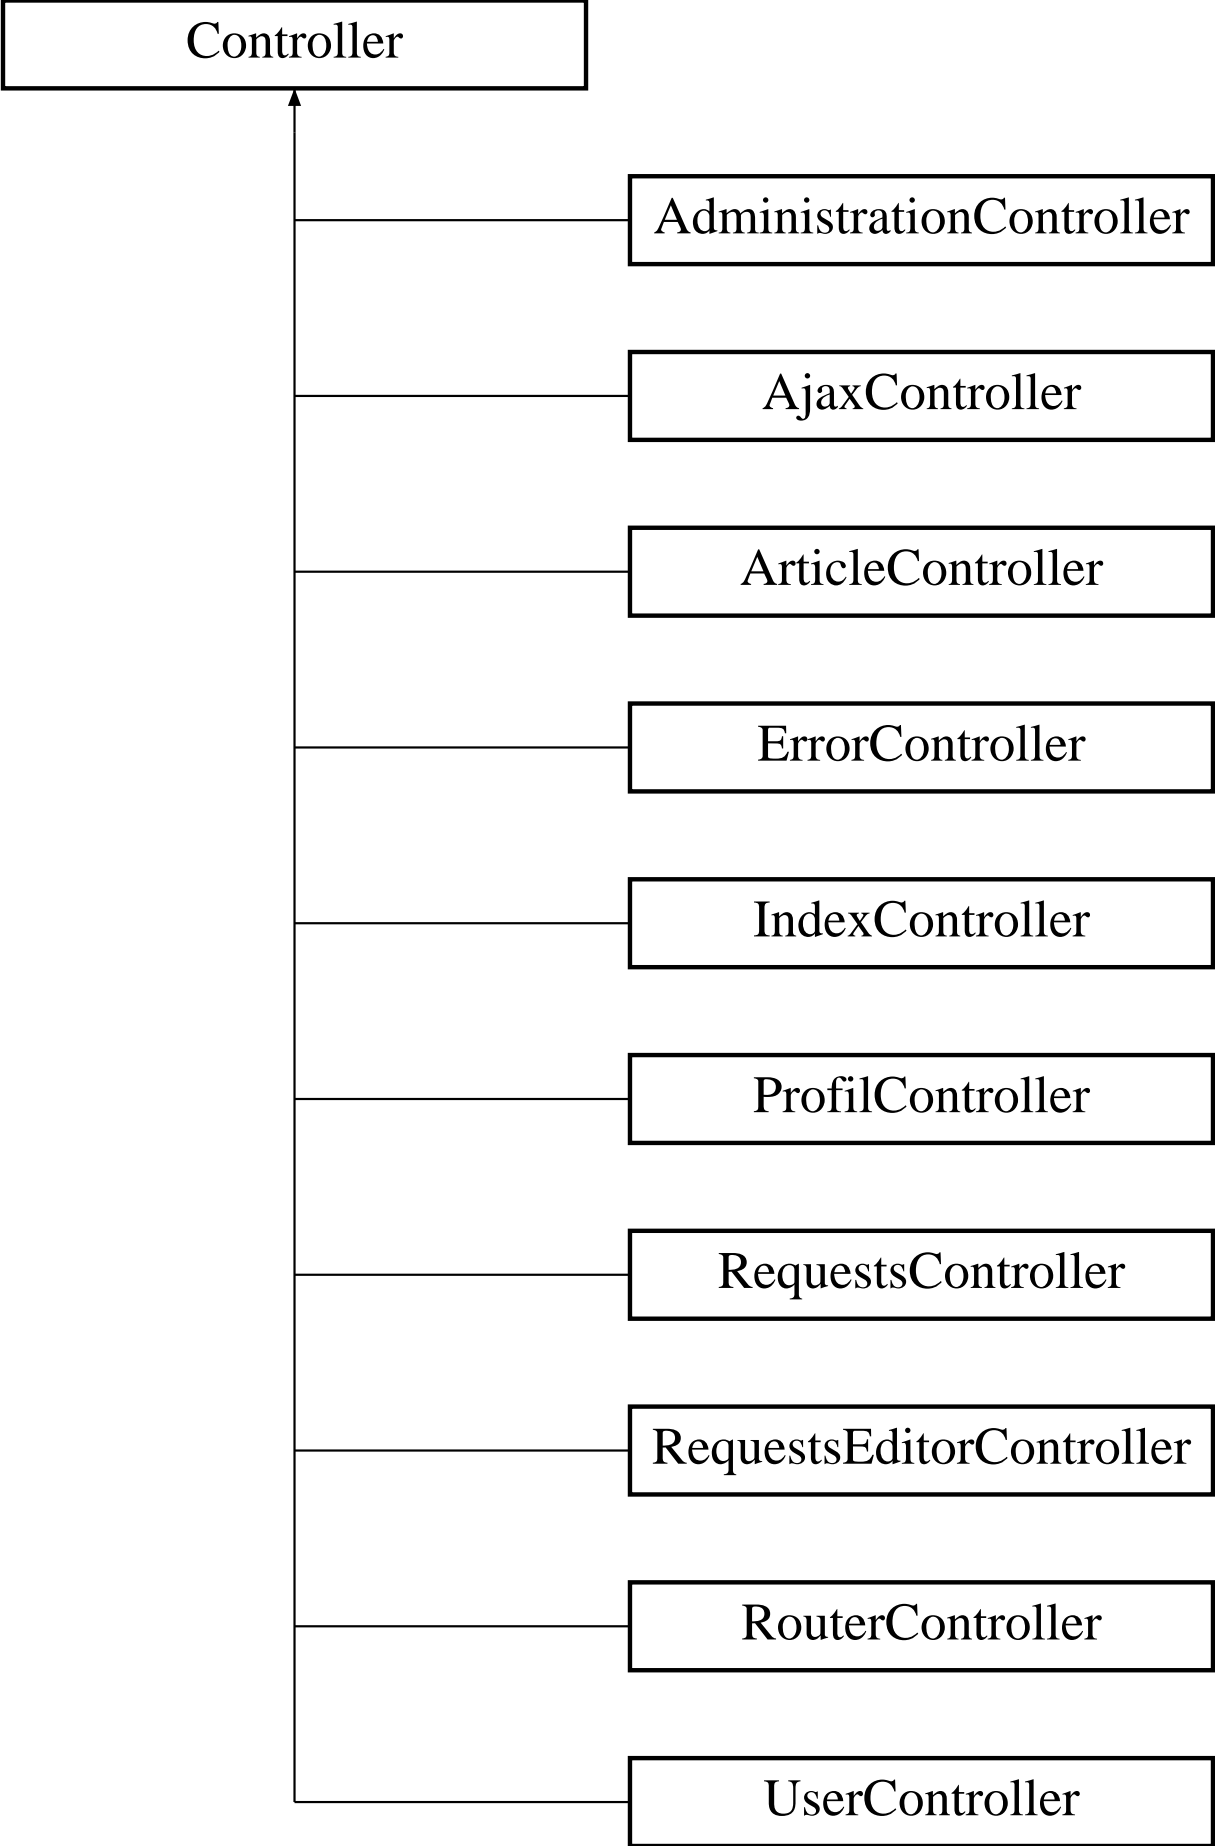 Controller
AdministrationController
AjaxController
ArticleController
ErrorController
IndexController
ProfilController
RequestsController
RequestsEditorController
RouterController
UserController